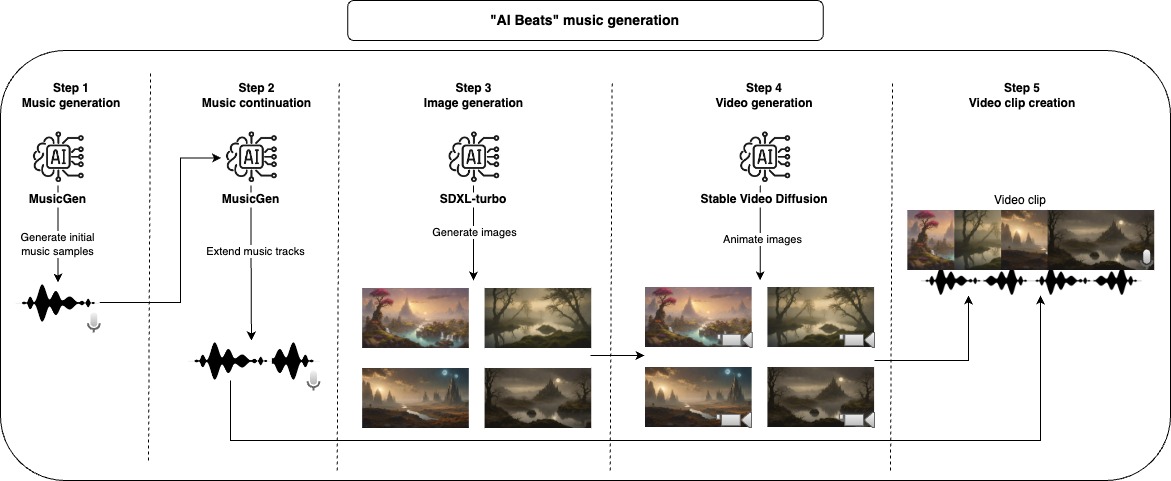 "AI Beats" music generation
Step 1
Music generation
AI
MusicGen
Generate initial
music samples
Step 2
Music continuation
AI
MusicGen
Extend music tracks
Step 3
Image generation
AI
SDXL-turbo
Generate images
Step 4
Video generation
AI
Stable Video Diffusion
Animate images
Step 5
Video clip creation
Video clip